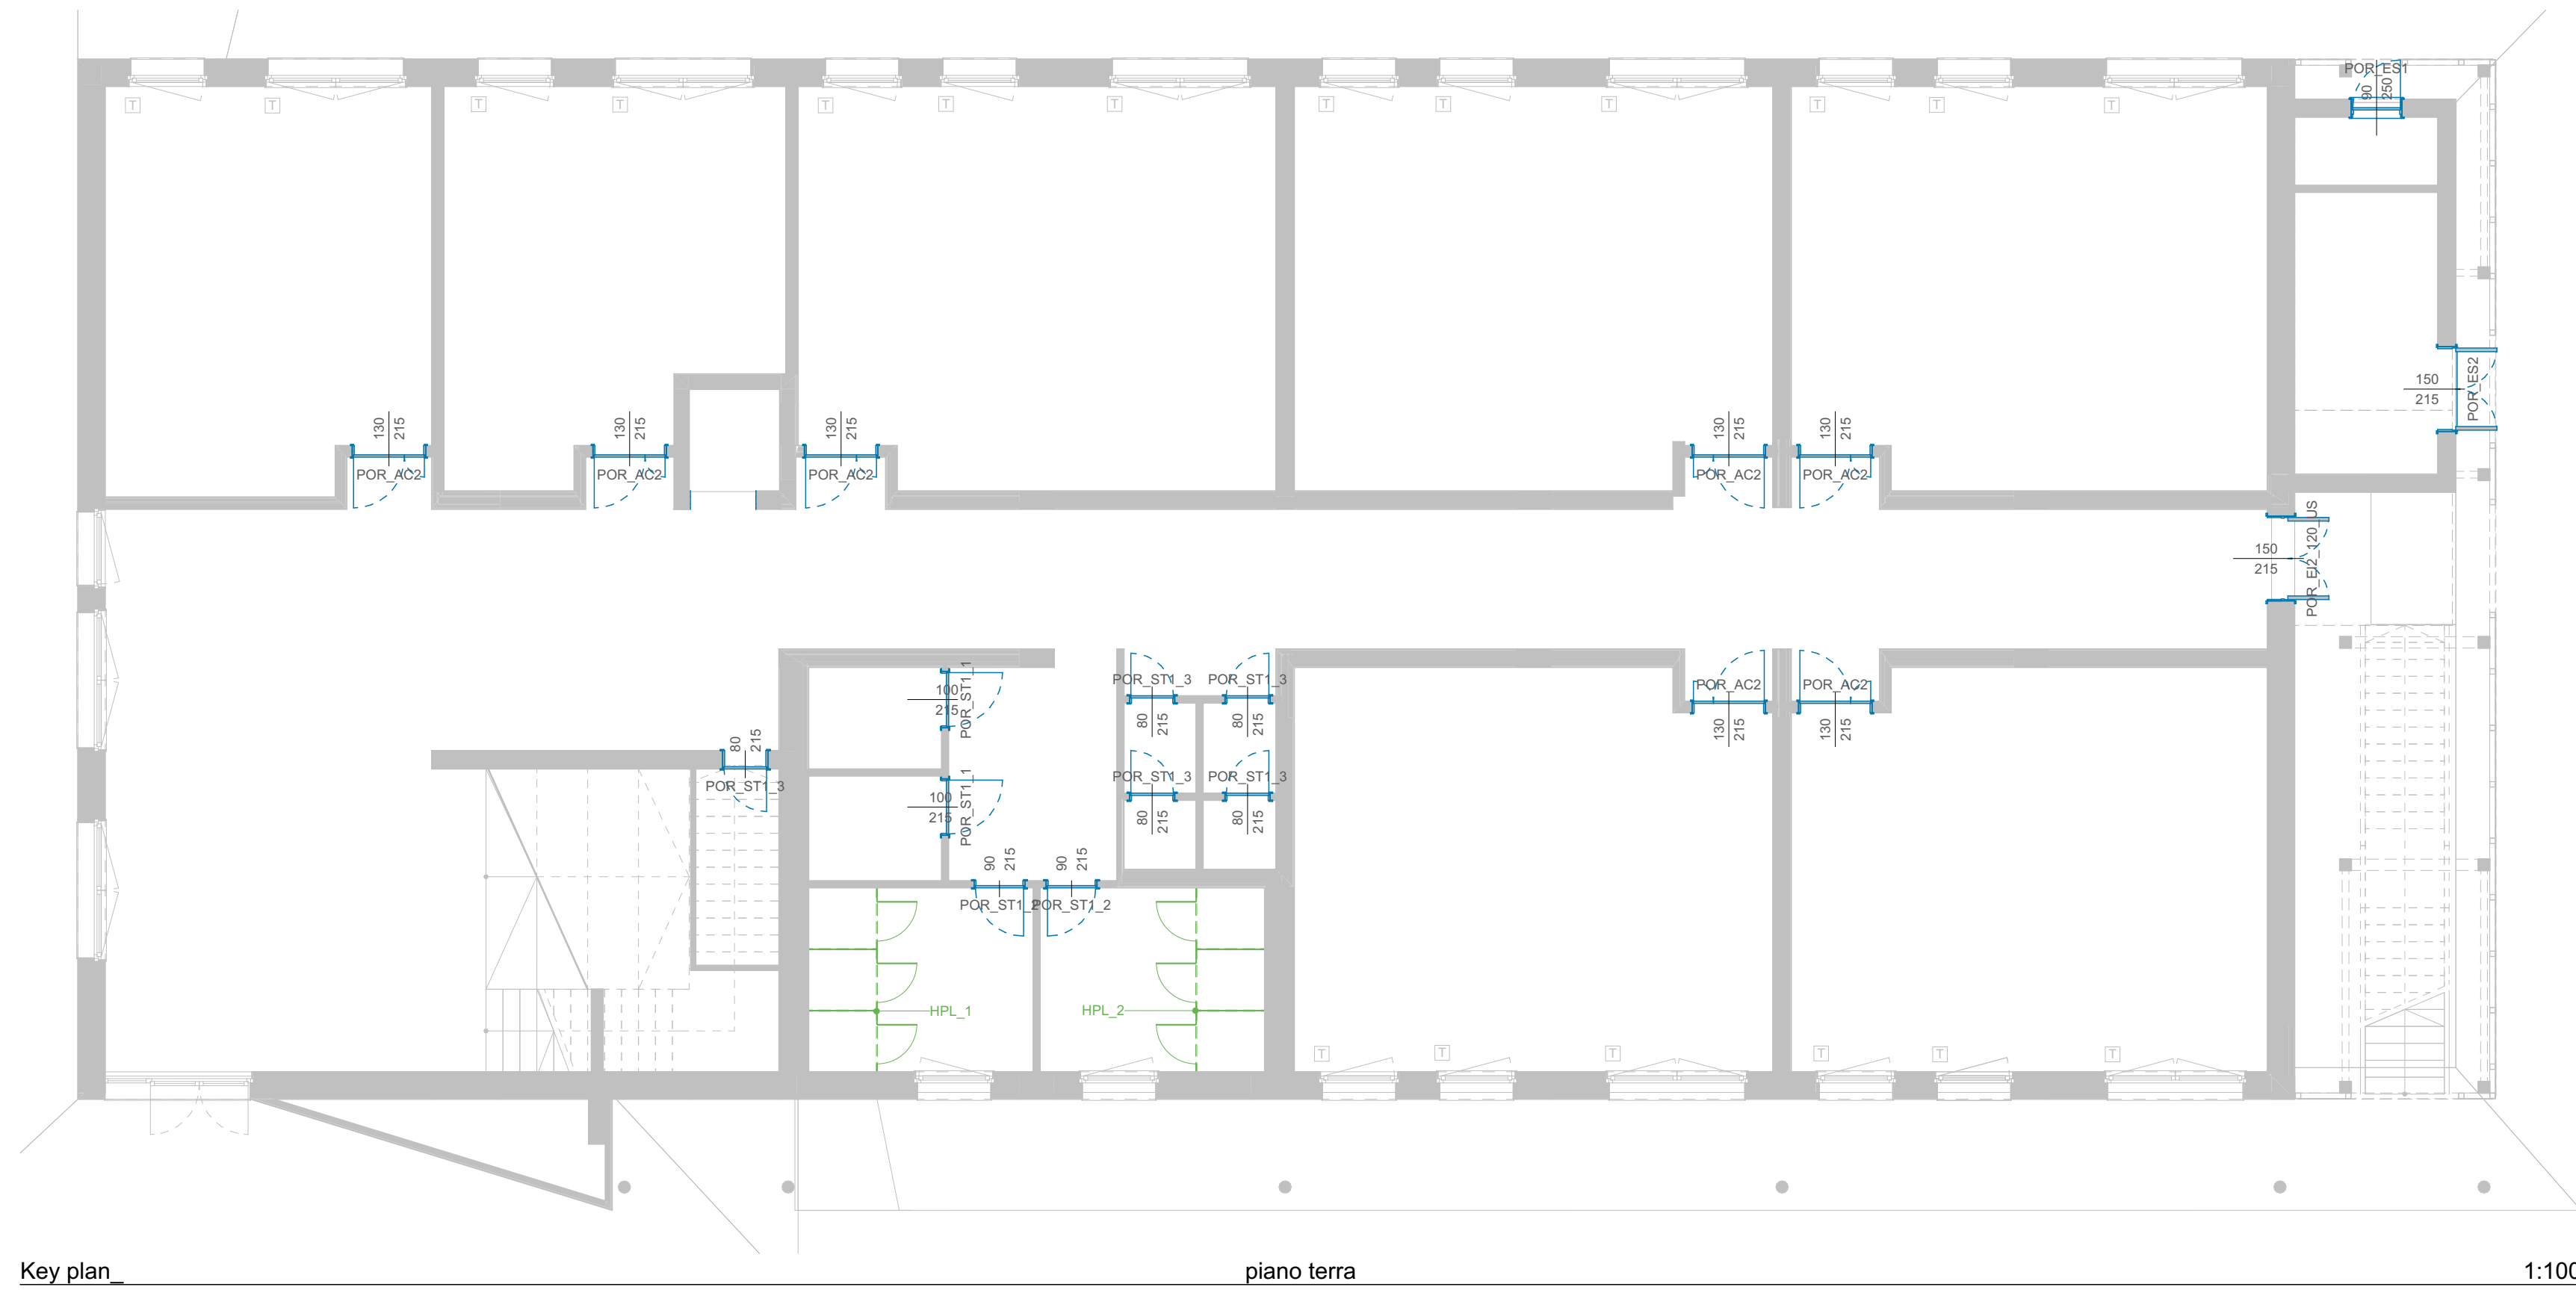 POR_ES1
90
250
T
T
T
T
T
T
T
T
T
T
T
T
T
150
215
POR_ES2
130
215
POR_AC2
130
215
POR_AC2
130
215
POR_AC2
130
215
POR_AC2
130
215
POR_AC2
150
215
POR_EI2_120_US
100
215
POR_ST1_1
POR_ST1_3
80
215
POR_ST1_3
80
215
POR_AC2
130
215
POR_AC2
130
215
80
215
POR_ST1_3
100
215
POR_ST1_1
POR_ST1_3
80
215
POR_ST1_3
80
215
90
215
POR_ST1_2
90
215
POR_ST1_2
HPL_1
HPL_2
T
T
T
T
T
T
Key plan_
piano terra
1:100